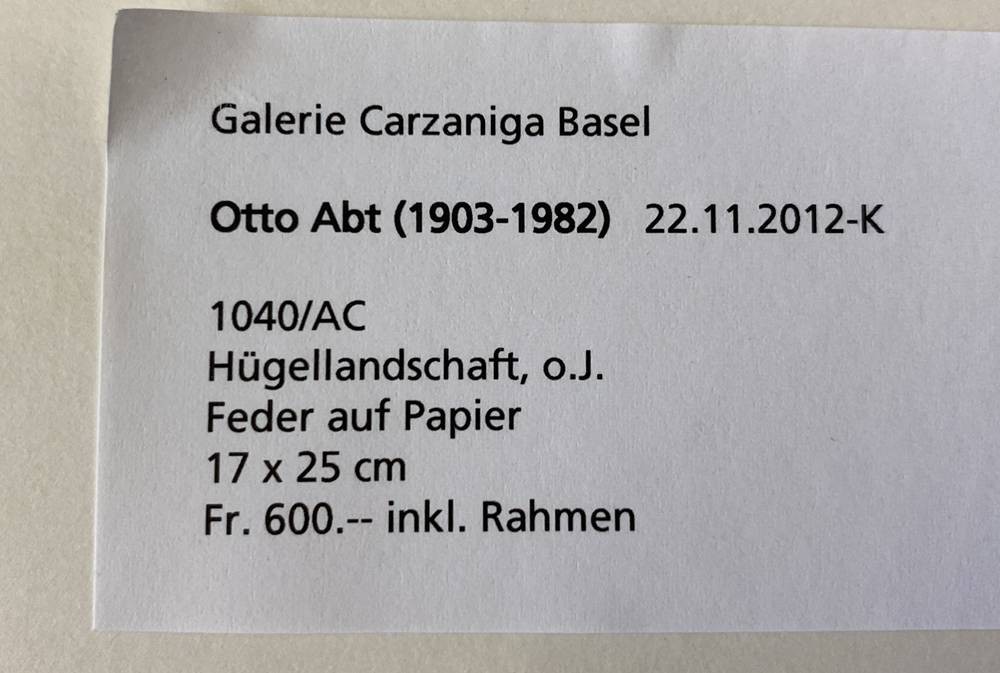 Galerie Carzaniga Basel
Otto Abt (1903-1982) 22.11.2012-K
1040/AC
Hügellandschaft, o.J.
Feder auf Papier
17 x 25 cm
Fr. 600.-- inkl. Rahmen